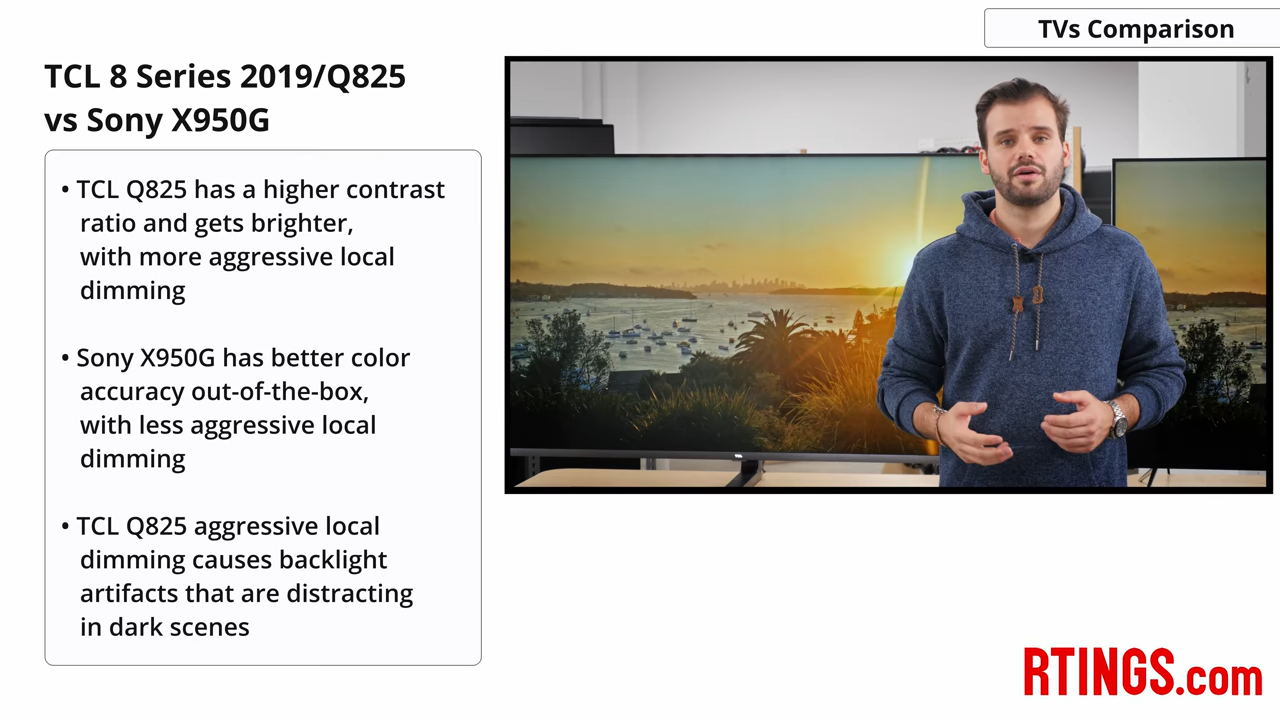 TVs Comparison
TCL 8 Series 2019/Q825
vs Sony X950G
• TCL Q825 has a higher contrast
ratio and gets brighter,
with more aggressive local
dimming
• Sony X950G has better color
accuracy out-of-the-box,
with less aggressive local
dimming
• TCL Q825 aggressive local
dimming causes backlight
artifacts that are distracting
in dark scenes
TCL
RTINGS.com